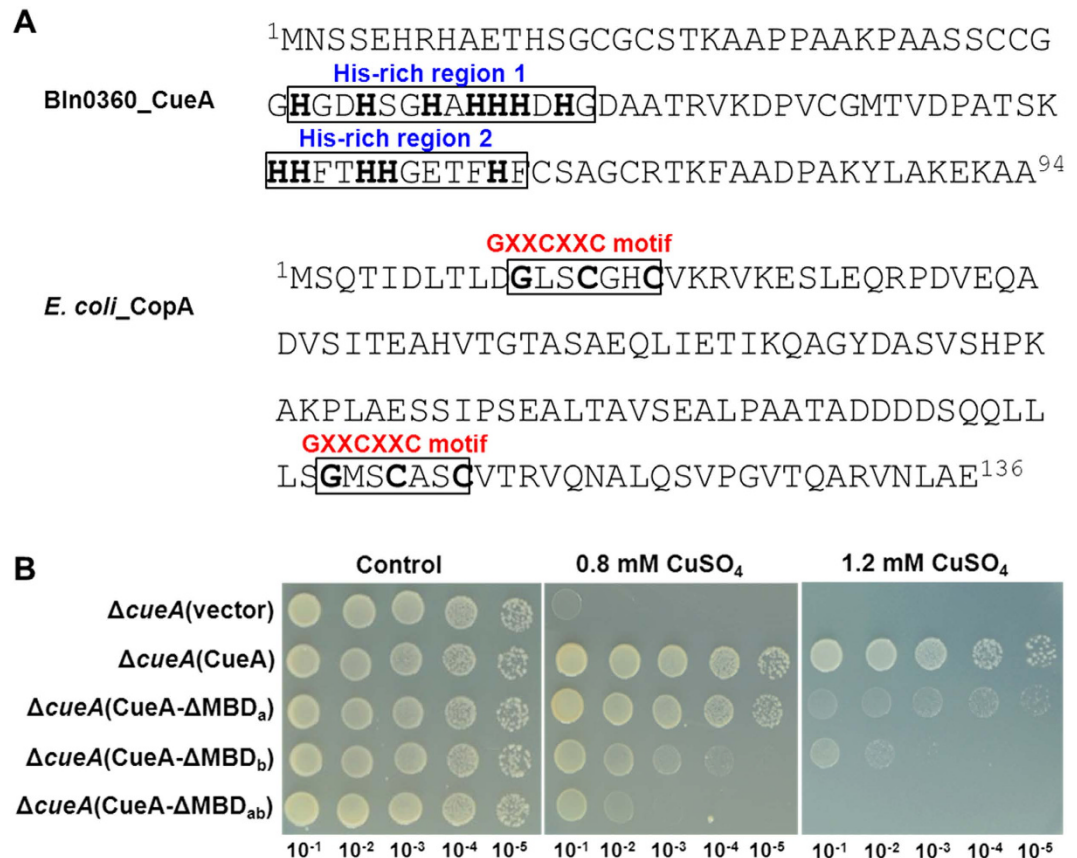 A
¹MNSSEHRHAETHSGCGCSTKAAPPAAKPAASSCCG
His-rich region 1
Bln0360_CueA
GHGDHSGHAHHHDHGDAATRVKDPVCGMTVDPATSK
His-rich region 2
HHFTHHGETFHFCSAGCRTKFAADPAKYLAKEKAA⁹⁴
GXXCXXC motif
¹MSQTIDLTLDGLSCGHCVKRVKESLEQRPDVEQA
E. coli_CopA
DVSITEAHVTGTASAEQLIETIKQAGYDASVSHPK
AKPLAESSIPSEALTAVSEALPAATADDDDSQQLL
GXXCXXC motif
LSGMSCASCVTRVQNALQSVPGVTQARVNLAE¹³⁶
B
Control 0.8 mM CuSO₄ 1.2 mM CuSO₄
ΔcueA(vector)
ΔcueA(CueA)
ΔcueA(CueA-ΔMBDₐ)
ΔcueA(CueA-ΔMBDb)
ΔcueA(CueA-ΔMBDab)
10⁻¹ 10⁻² 10⁻³ 10⁻⁴ 10⁻⁵ 10⁻¹ 10⁻² 10⁻³ 10⁻⁴ 10⁻⁵ 10⁻¹ 10⁻² 10⁻³ 10⁻⁴ 10⁻⁵